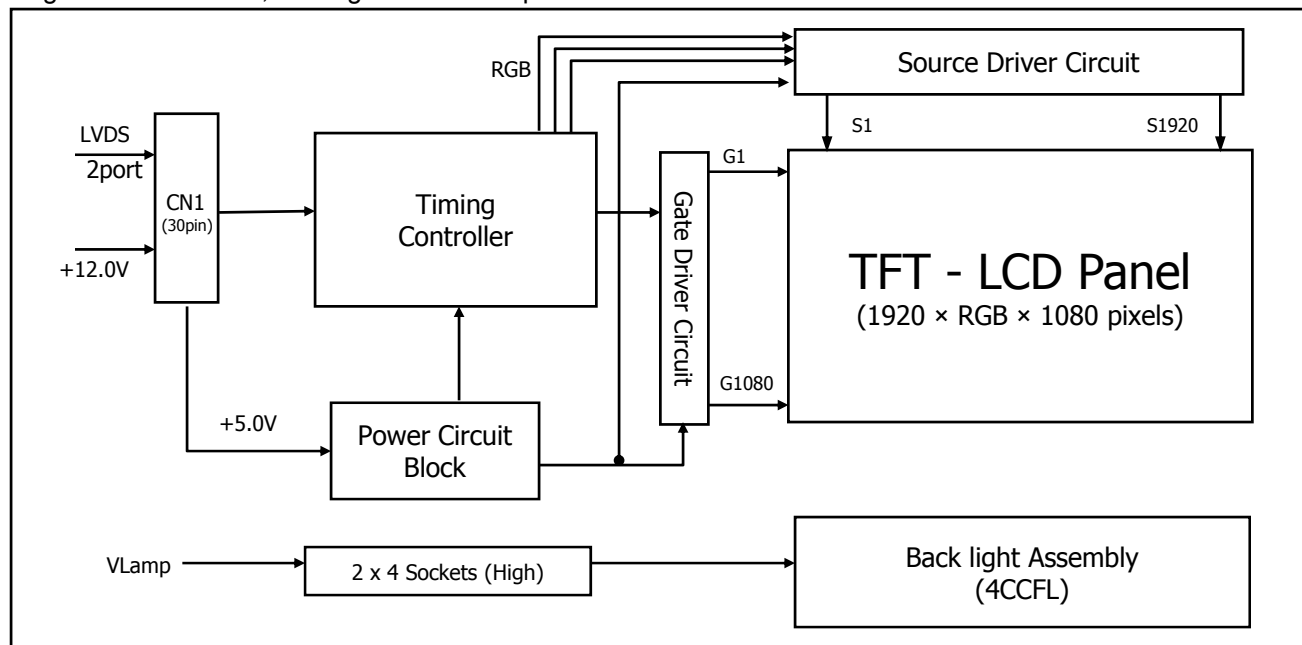 RGB
Source Driver Circuit
S1
S1920
LVDS
2port
CN1
(30pin)
+12.0V
Timing
Controller
Gate Driver Circuit
G1
G1080
TFT - LCD Panel
(1920 × RGB × 1080 pixels)
+5.0V
Power Circuit
Block
VLamp
2 x 4 Sockets (High)
Back light Assembly
(4CCFL)